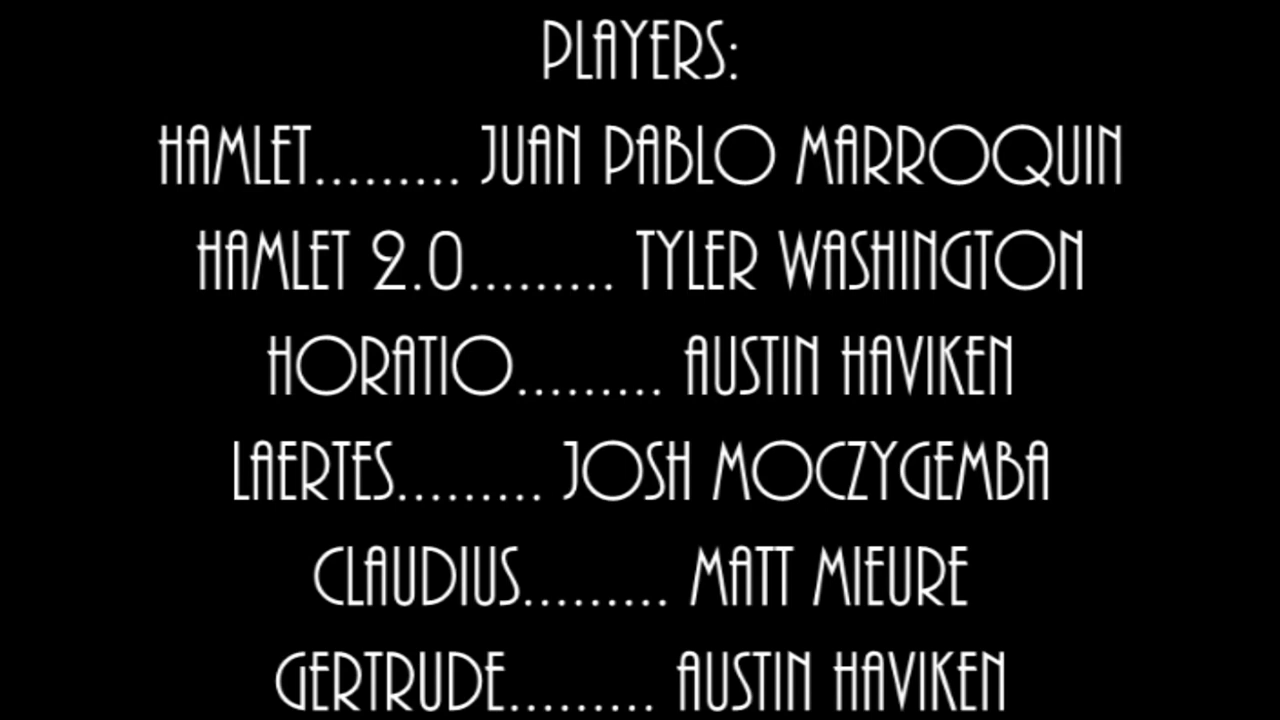 PLAYERS:
HAMLET......... JUAN PABLO MARROQUIN
HAMLET 2.0......... TYLER WASHINGTON
HORATIO......... AUSTIN HAVIKEN
LAERTES......... JOSH MOCZYGEMBA
CLAUDIUS......... MATT MIEURE
GERTRUDE......... AUSTIN HAVIKEN